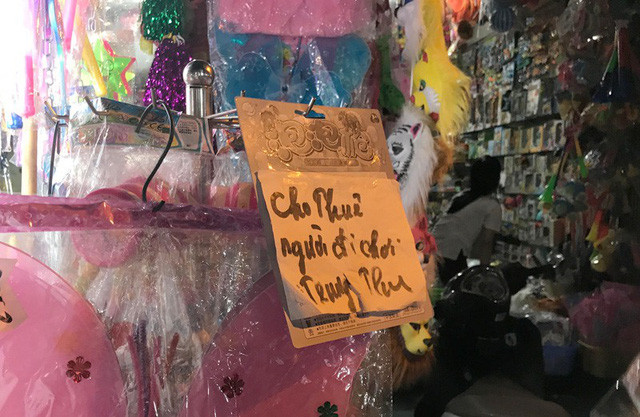 Cho Thuê
người đi chơi
Trung Thu